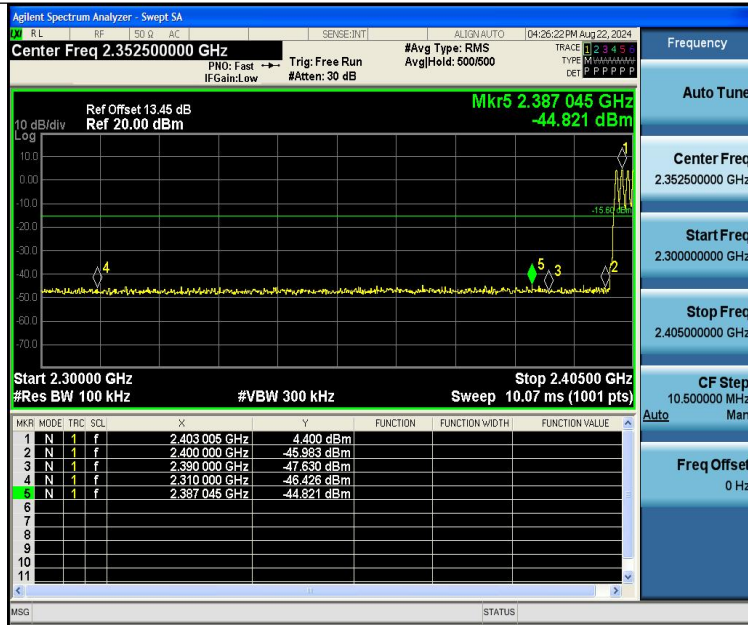 Agilent Spectrum Analyzer - Swept SA
LXI RL RF 50 Ω AC SENSE:INT ALIGN AUTO 04:26:22 PM Aug 22, 2024
Center Freq 2.352500000 GHz
PNO: Fast
IFGain:Low
Trig: Free Run
#Atten: 30 dB
#Avg Type: RMS
Avg|Hold: 500/500
TRACE 1 2 3 4 5 6
TYPE M
DET P P P P P P
Ref Offset 13.45 dB
10 dB/div Ref 20.00 dBm
Log
Mkr5 2.387 045 GHz
-44.821 dBm
10.0
0.00
-10.0
-20.0
-30.0
-40.0
-50.0
-60.0
-70.0
-15.60 dBm
1
2
3
4
5
Start 2.30000 GHz Stop 2.40500 GHz
#Res BW 100 kHz #VBW 300 kHz Sweep 10.07 ms (1001 pts)
MKR MODE TRC SCL X Y FUNCTION FUNCTION WIDTH FUNCTION VALUE
1 N 1 f 2.403 005 GHz 4.400 dBm
2 N 1 f 2.400 000 GHz -45.983 dBm
3 N 1 f 2.390 000 GHz -47.630 dBm
4 N 1 f 2.310 000 GHz -46.426 dBm
5 N 1 f 2.387 045 GHz -44.821 dBm
6
7
8
9
10
11
MSG STATUS
Frequency
Auto Tune
Center Freq
2.352500000 GHz
Start Freq
2.300000000 GHz
Stop Freq
2.405000000 GHz
CF Step
10.500000 MHz
Auto Man
Freq Offset
0 Hz